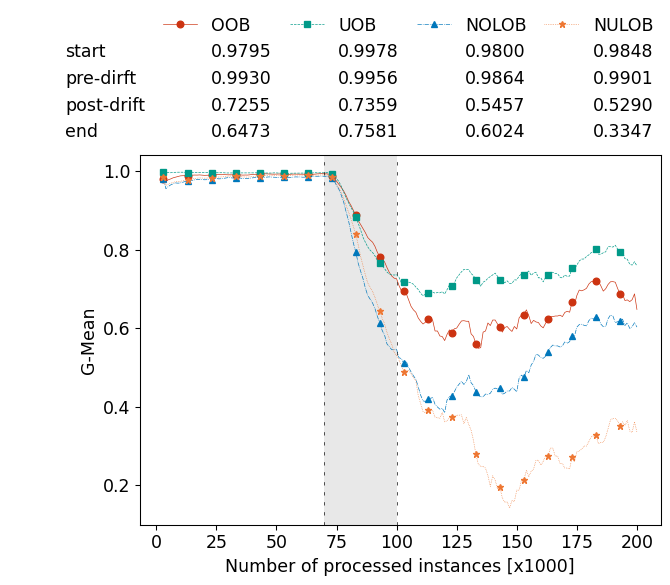 OOB UOB NOLOB NULOB
start 0.9795 0.9978 0.9800 0.9848
pre-dirft 0.9930 0.9956 0.9864 0.9901
post-drift 0.7255 0.7359 0.5457 0.5290
end 0.6473 0.7581 0.6024 0.3347
1.0
0.8
0.6
0.4
0.2
G-Mean
0 25 50 75 100 125 150 175 200
Number of processed instances [x1000]